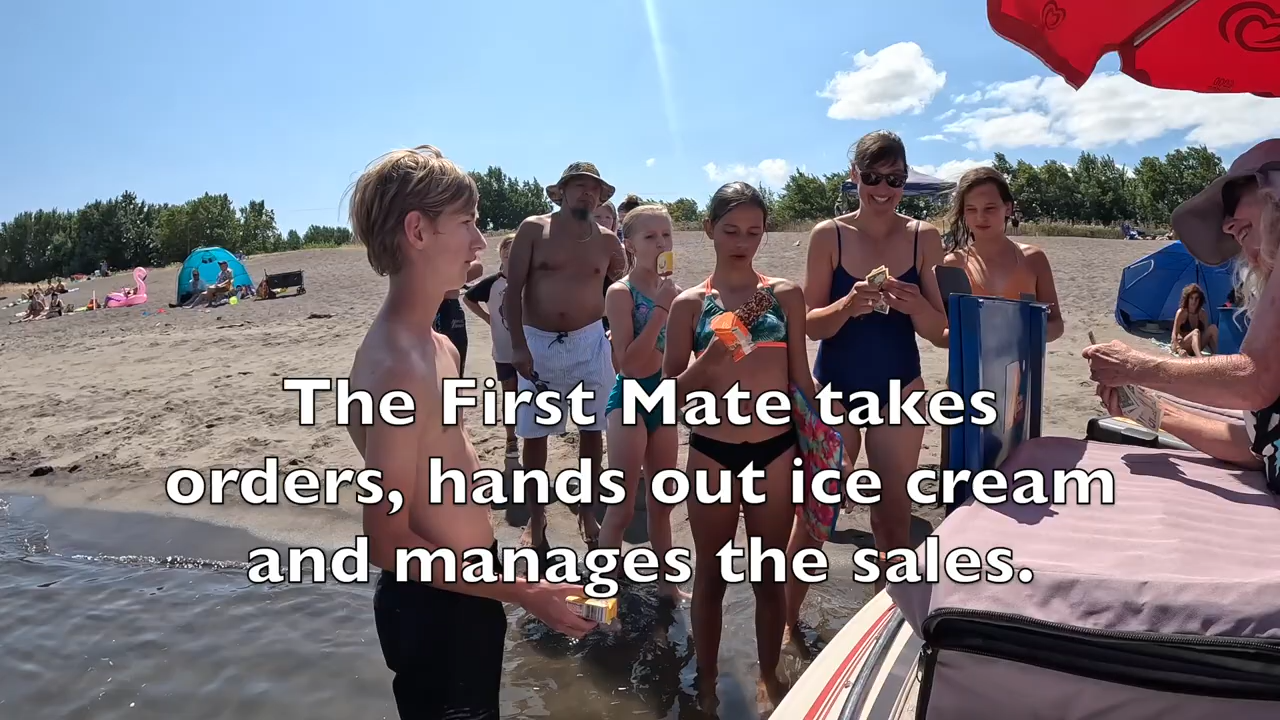 The First Mate takes
orders, hands out ice cream
and manages the sales.